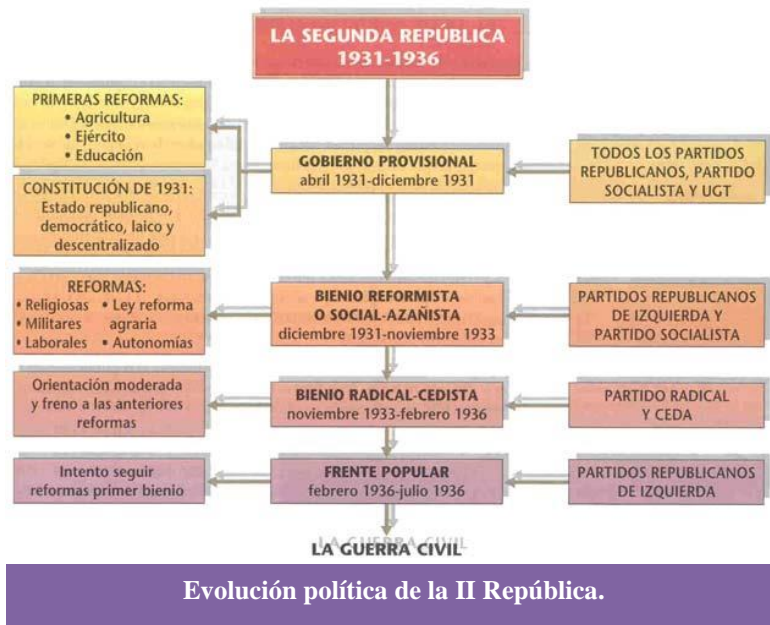 LA SEGUNDA REPÚBLICA
1931-1936
PRIMERAS REFORMAS:
• Agricultura
• Ejército
• Educación
CONSTITUCIÓN DE 1931:
Estado republicano,
democrático, laico y
descentralizado
GOBIERNO PROVISIONAL
abril 1931-diciembre 1931
TODOS LOS PARTIDOS
REPUBLICANOS, PARTIDO
SOCIALISTA Y UGT
REFORMAS:
• Religiosas
• Militares
• Laborales
• Ley reforma
agraria
• Autonomías
BIENIO REFORMISTA
O SOCIAL-AZAÑISTA
diciembre 1931-noviembre 1933
PARTIDOS REPUBLICANOS
DE IZQUIERDA Y
PARTIDO SOCIALISTA
Orientación moderada
y freno a las anteriores
reformas
BIENIO RADICAL-CEDISTA
noviembre 1933-febrero 1936
PARTIDO RADICAL
Y CEDA
Intento seguir
reformas primer bienio
FRENTE POPULAR
febrero 1936-julio 1936
PARTIDOS REPUBLICANOS
DE IZQUIERDA
LA GUERRA CIVIL
Evolución política de la II República.